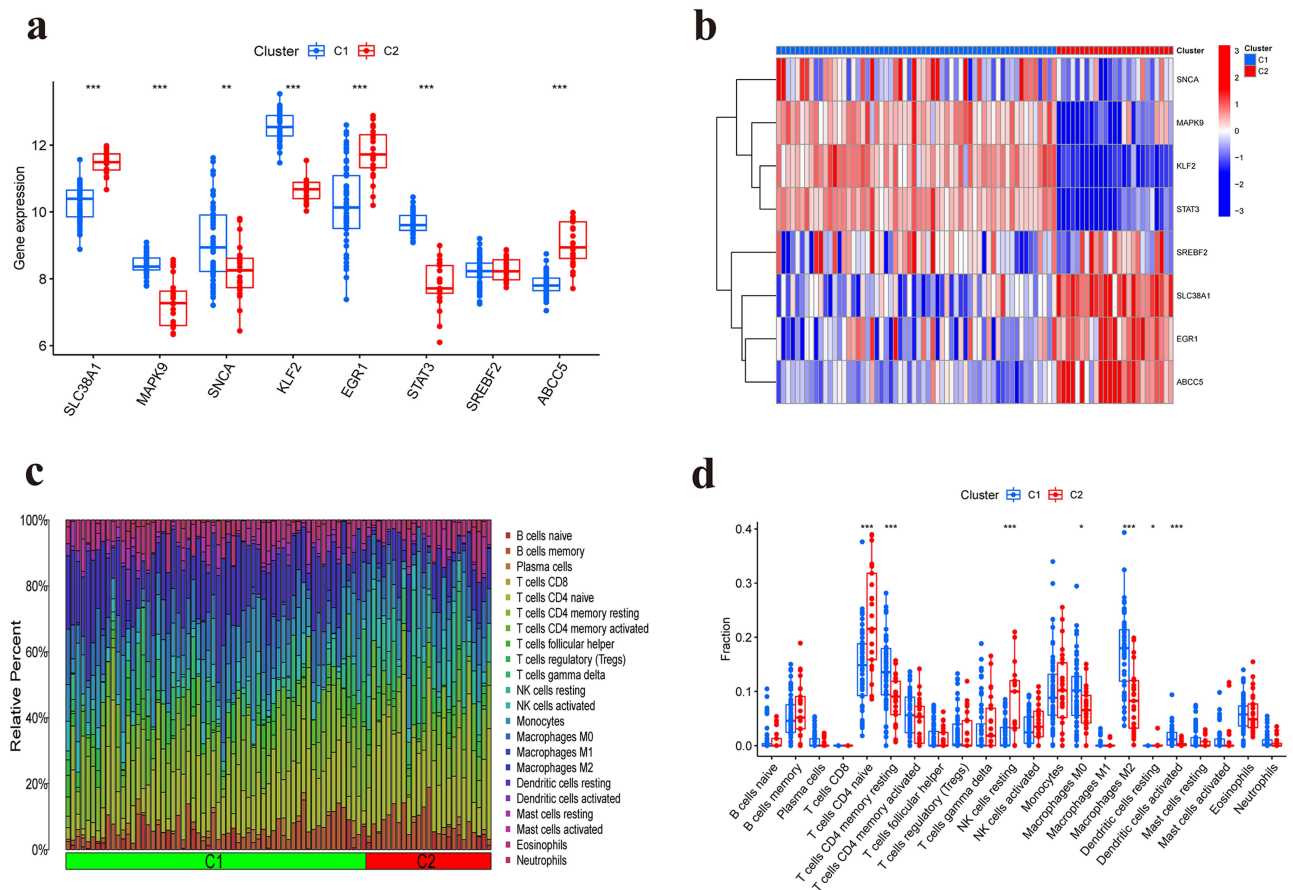 a
Cluster C1 C2
*** *** ** *** *** *** ***
Gene expression
12
10
8
6
SLC38A1
MAPK9
SNCA
KLF2
EGR1
STAT3
SREBF2
ABCC5
b
Cluster
SNCA
MAPK9
KLF2
STAT3
SREBF2
SLC38A1
EGR1
ABCC5
3
2
1
0
−1
−2
−3
Cluster
C1
C2
c
Relative Percent
100%
80%
60%
40%
20%
0%
C1 C2
B cells naive
B cells memory
Plasma cells
T cells CD8
T cells CD4 naive
T cells CD4 memory resting
T cells CD4 memory activated
T cells follicular helper
T cells regulatory (Tregs)
T cells gamma delta
NK cells resting
NK cells activated
Monocytes
Macrophages M0
Macrophages M1
Macrophages M2
Dendritic cells resting
Dendritic cells activated
Mast cells resting
Mast cells activated
Eosinophils
Neutrophils
d
Cluster C1 C2
*** *** *** * *** * ***
Fraction
0.4
0.3
0.2
0.1
0.0
B cells naive
B cells memory
Plasma cells
T cells CD8
T cells CD4 naive
T cells CD4 memory resting
T cells CD4 memory activated
T cells follicular helper
T cells regulatory (Tregs)
T cells gamma delta
NK cells resting
NK cells activated
Monocytes
Macrophages M0
Macrophages M1
Macrophages M2
Dendritic cells resting
Dendritic cells activated
Mast cells resting
Mast cells activated
Eosinophils
Neutrophils